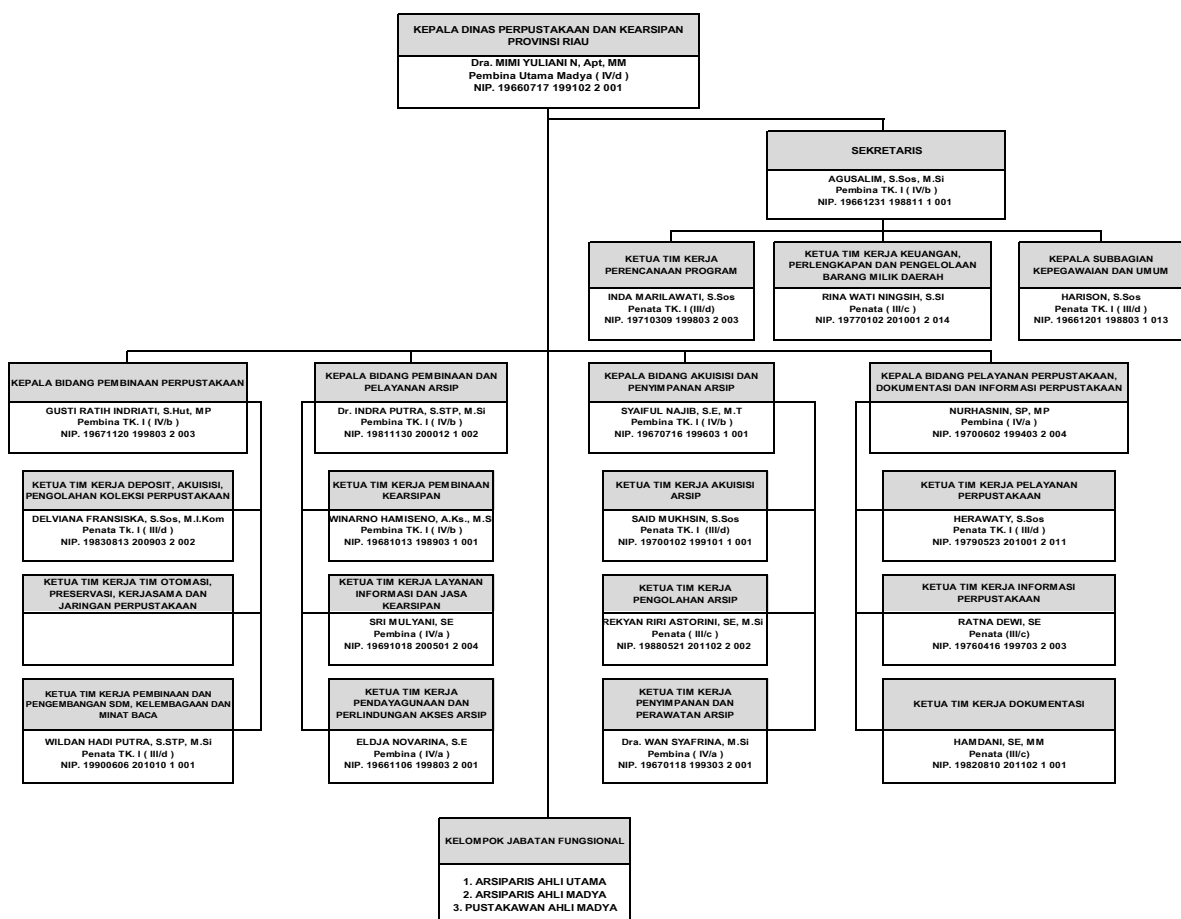 KEPALA DINAS PERPUSTAKAAN DAN KEARSIPAN
PROVINSI RIAU
Dra. MIMI YULIANI N, Apt, MM
Pembina Utama Madya ( IV/d )
NIP. 19660717 199102 2 001
SEKRETARIS
AGUSALIM, S.Sos, M.Si
Pembina TK. I ( IV/b )
NIP. 19661231 198811 1 001
KETUA TIM KERJA
PERENCANAAN PROGRAM
INDA MARILAWATI, S.Sos
Penata TK. I (III/d)
NIP. 19710309 199803 2 003
KETUA TIM KERJA KEUANGAN,
PERLENGKAPAN DAN PENGELOLAAN
BARANG MILIK DAERAH
RINA WATI NINGSIH, S.SI
Penata ( III/c )
NIP. 19770102 201001 2 014
KEPALA SUBBAGIAN
KEPEGAWAIAN DAN UMUM
HARISON, S.Sos
Penata TK. I ( III/d )
NIP. 19661201 198803 1 013
KEPALA BIDANG PEMBINAAN PERPUSTAKAAN
GUSTI RATIH INDRIATI, S.Hut, MP
Pembina TK. I ( IV/b )
NIP. 19671120 199803 2 003
KETUA TIM KERJA DEPOSIT, AKUISISI,
PENGOLAHAN KOLEKSI PERPUSTAKAAN
DELVIANA FRANSISKA, S.Sos, M.I.Kom
Penata Tk. I ( III/d )
NIP. 19830813 200903 2 002
KETUA TIM KERJA TIM OTOMASI,
PRESERVASI, KERJASAMA DAN
JARINGAN PERPUSTAKAAN
KETUA TIM KERJA PEMBINAAN DAN
PENGEMBANGAN SDM, KELEMBAGAAN DAN
MINAT BACA
WILDAN HADI PUTRA, S.STP, M.Si
Penata TK. I ( III/d )
NIP. 19900606 201010 1 001
KEPALA BIDANG PEMBINAAN DAN
PELAYANAN ARSIP
Dr. INDRA PUTRA, S.STP, M.Si
Pembina TK. I ( IV/b )
NIP. 19811130 200012 1 002
KETUA TIM KERJA PEMBINAAN
KEARSIPAN
WINARNO HAMISENO, A.Ks., M.S
Pembina TK. I ( IV/b )
NIP. 19681013 198903 1 001
KETUA TIM KERJA LAYANAN
INFORMASI DAN JASA
KEARSIPAN
SRI MULYANI, SE
Pembina ( IV/a )
NIP. 19691018 200501 2 004
KETUA TIM KERJA
PENDAYAGUNAAN DAN
PERLINDUNGAN AKSES ARSIP
ELDJA NOVARINA, S.E
Pembina ( IV/a )
NIP. 19661106 199803 2 001
KEPALA BIDANG AKUISISI DAN
PENYIMPANAN ARSIP
SYAIFUL NAJIB, S.E, M.T
Pembina TK. I ( IV/b )
NIP. 19670716 199603 1 001
KETUA TIM KERJA AKUISISI
ARSIP
SAID MUKHSIN, S.Sos
Penata TK. I (III/d)
NIP. 19700102 199101 1 001
KETUA TIM KERJA
PENGOLAHAN ARSIP
REKYAN RIRI ASTORINI, SE, M.Si
Penata ( III/c )
NIP. 19880521 201102 2 002
KETUA TIM KERJA
PENYIMPANAN DAN
PERAWATAN ARSIP
Dra. WAN SYAFRINA, M.Si
Pembina ( IV/a )
NIP. 19670118 199303 2 001
KEPALA BIDANG PELAYANAN PERPUSTAKAAN,
DOKUMENTASI DAN INFORMASI PERPUSTAKAAN
NURHASNIN, SP, MP
Pembina ( IV/a )
NIP. 19700602 199403 2 004
KETUA TIM KERJA PELAYANAN
PERPUSTAKAAN
HERAWATY, S.Sos
Penata TK. I ( III/d )
NIP. 19790523 201001 2 011
KETUA TIM KERJA INFORMASI
PERPUSTAKAAN
RATNA DEWI, SE
Penata (III/c)
NIP. 19760416 199703 2 003
KETUA TIM KERJA DOKUMENTASI
HAMDANI, SE, MM
Penata (III/c)
NIP. 19820810 201102 1 001
KELOMPOK JABATAN FUNGSIONAL
1. ARSIPARIS AHLI UTAMA
2. ARSIPARIS AHLI MADYA
3. PUSTAKAWAN AHLI MADYA